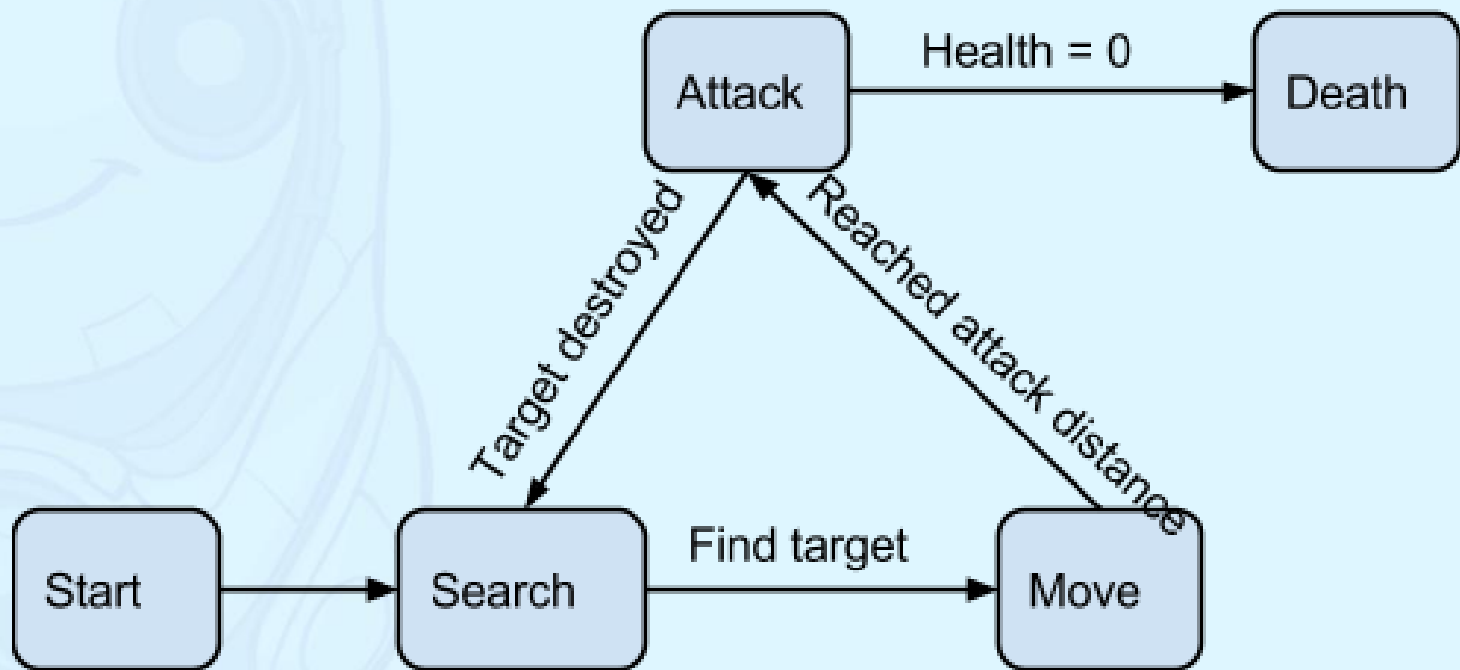 Health = 0
Attack
Death
Target destroyed
Reached attack distance
Find target
Start
Search
Move